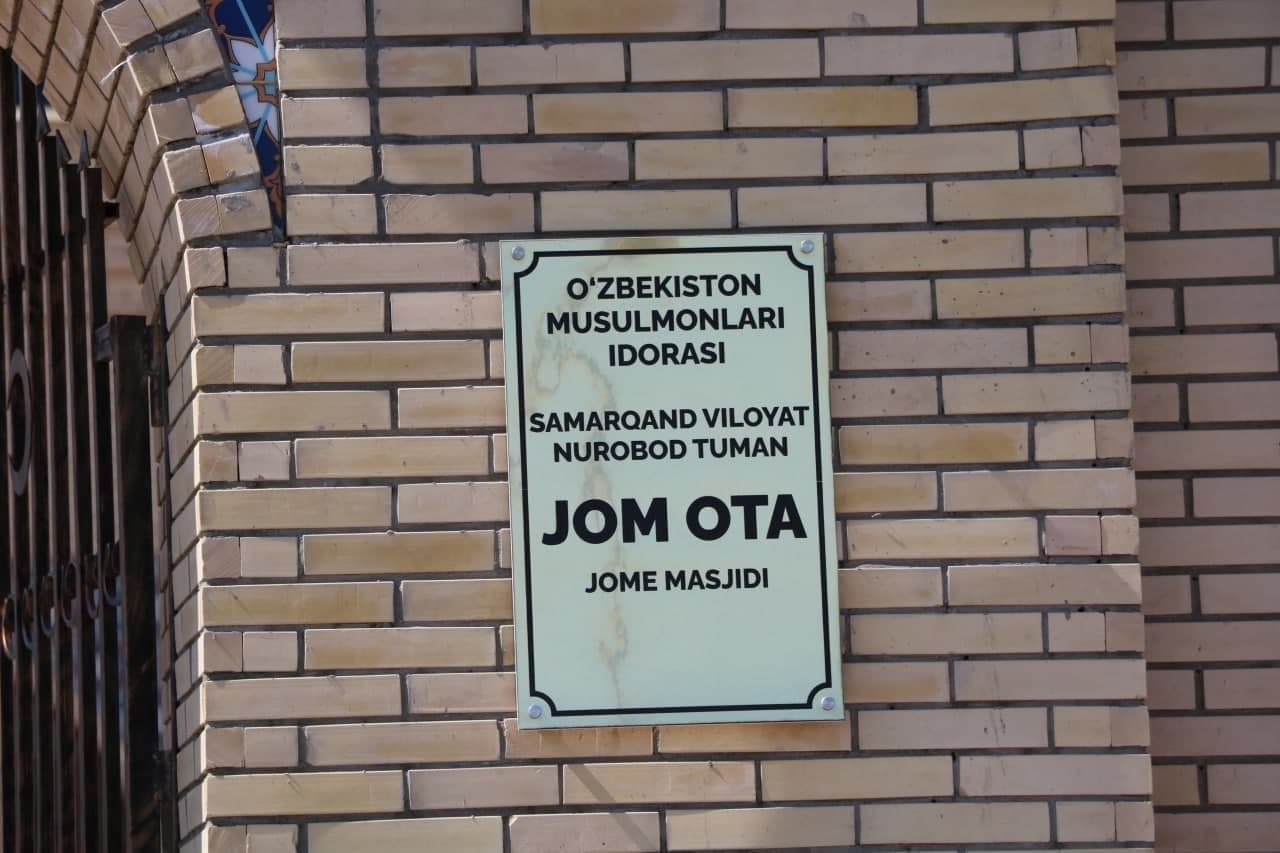 O‘ZBEKISTON
MUSULMONLARI
IDORASI
SAMARQAND VILOYAT
NUROBOD TUMAN
JOM OTA
JOME MASJIDI